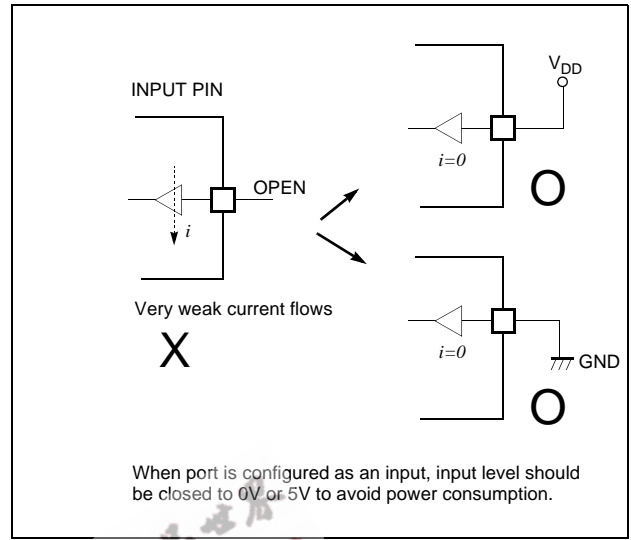 INPUT PIN
OPEN
i
Very weak current flows
X
V_DD
i=0
O
i=0
GND
O
When port is configured as an input, input level should
be closed to 0V or 5V to avoid power consumption.